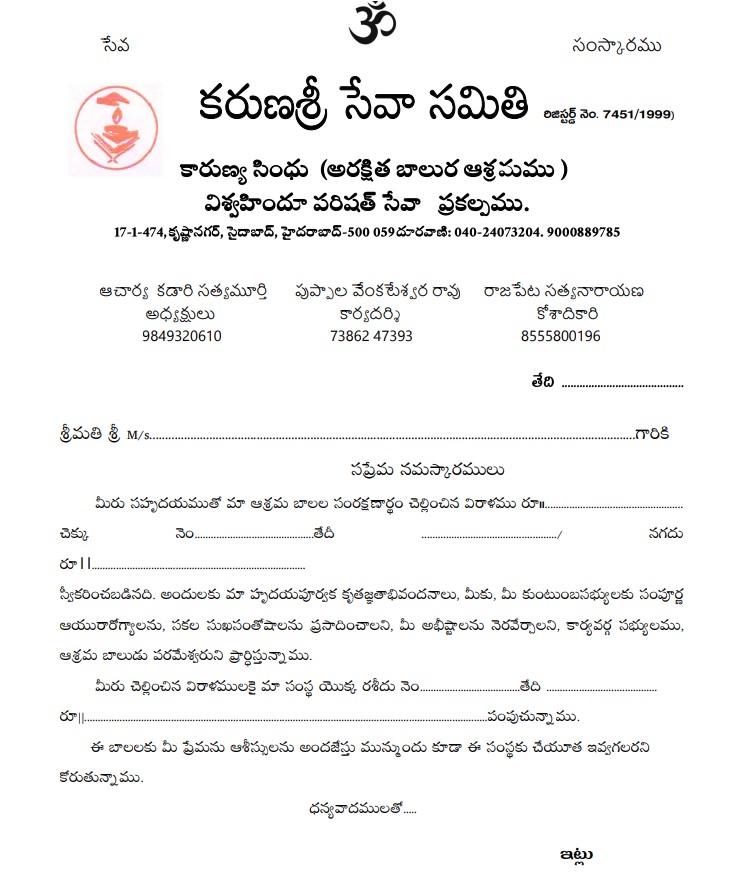 ॐ
సేవ సంస్కారము
కరుణశ్రీ సేవా సమితి రిజిస్టర్డ్ నెం. 7451/1999)
కారుణ్య సింధు (అరక్షిత బాలుర ఆశ్రమము )
విశ్వహిందూ పరిషత్ సేవా ప్రకల్పము.
17-1-474,కృష్ణానగర్, సైదాబాద్, హైదరాబాద్-500 059దూరవాణి: 040-24073204. 9000889785
ఆచార్య కడారి సత్యమూర్తి పుప్పాల వేంకటేశ్వర రావు రాజపేట సత్యనారాయణ
అధ్యక్షులు కార్యదర్శి కోశాదికారి
9849320610 73862 47393 8555800196
తేది ..........................................
శ్రీమతి శ్రీ M/s..........................................................................................................గారికి
సప్రేమ నమస్కారములు
మీరు సహృదయముతో మా ఆశ్రమ బాలల సంరక్షణార్థం చెల్లించిన విరాళము రూ॥................................................
చెక్కు నెం..........................................తేదీ ................................................/ నగదు
రూ||............................................................................
స్వీకరించబడినది. అందులకు మా హృదయపూర్వక కృతజ్ఞతాభివందనాలు, మీకు, మీ కుటుంబసభ్యులకు సంపూర్ణ
ఆయురారోగ్యాలను, సకల సుఖసంతోషాలను ప్రసాదించాలని, మీ అభీష్టాలను నెరవేర్చాలని, కార్యవర్గ సభ్యులము,
ఆశ్రమ బాలుడు పరమేశ్వరుని ప్రార్థిస్తున్నాము.
మీరు చెల్లించిన విరాళములకై మా సంస్థ యొక్క రశీదు నెం...................................తేది .......................................
రూ||..............................................................................................................................................పంపుచున్నాము.
ఈ బాలలకు మీ ప్రేమను ఆశీస్సులను అందజేస్తు మున్ముందు కూడా ఈ సంస్థకు చేయూత ఇవ్వగలరని
కోరుతున్నాము.
ధన్యవాదములతో.....
ఇట్లు